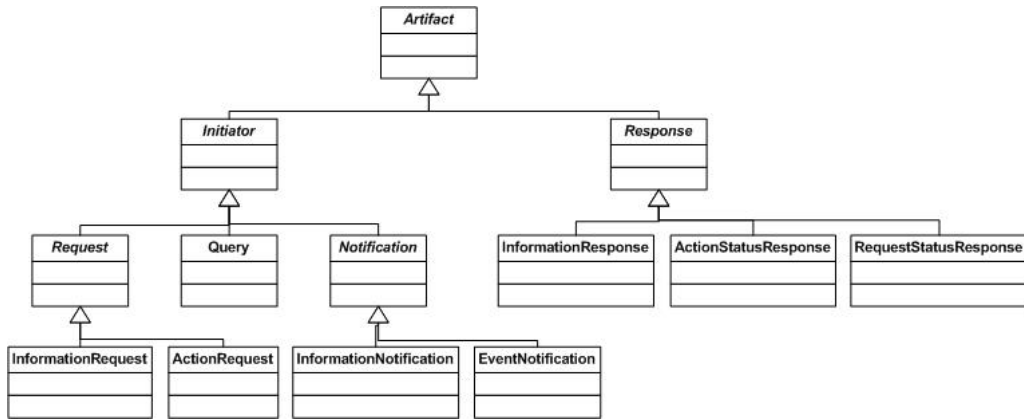 Artifact
Initiator
Response
Request
Query
Notification
InformationResponse
ActionStatusResponse
RequestStatusResponse
InformationRequest
ActionRequest
InformationNotification
EventNotification